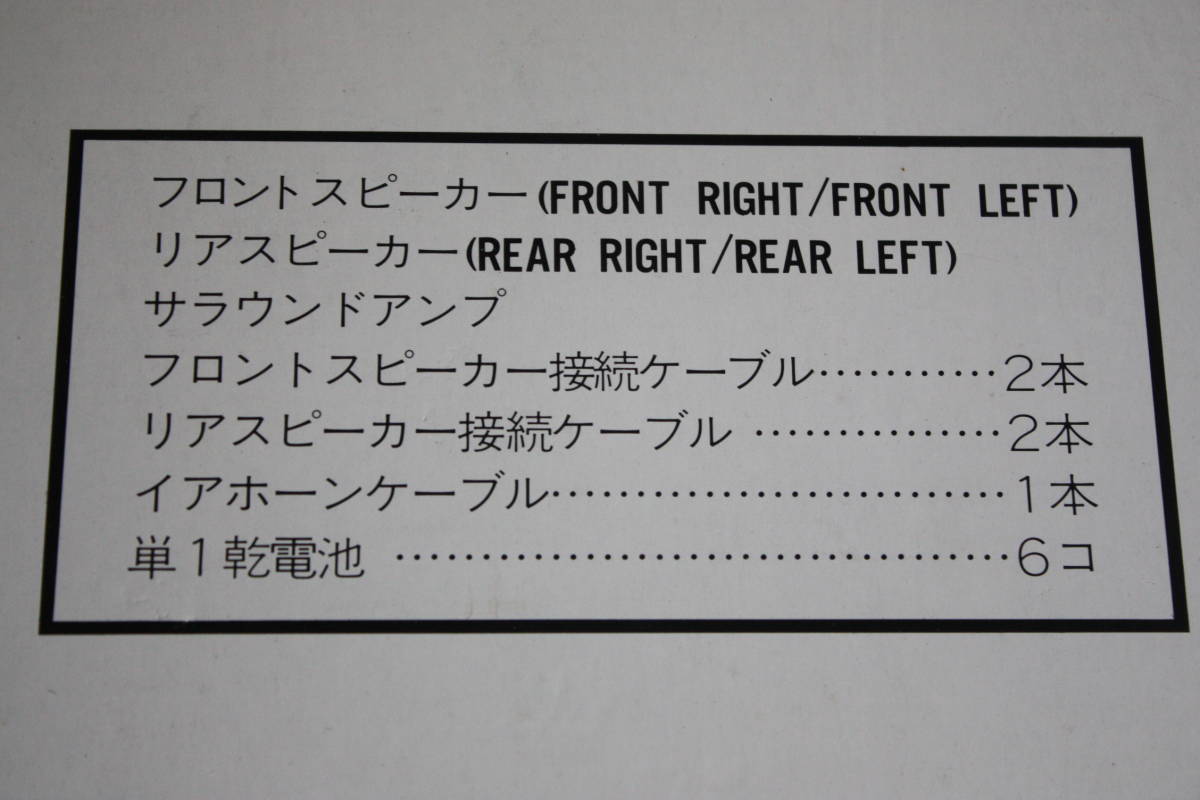 フロントスピーカー(FRONT RIGHT/FRONT LEFT)
リアスピーカー(REAR RIGHT/REAR LEFT)
サラウンドアンプ
フロントスピーカー接続ケーブル…………2本
リアスピーカー接続ケーブル……………2本
イアホーンケーブル………………………1本
単1乾電池…………………………………6コ